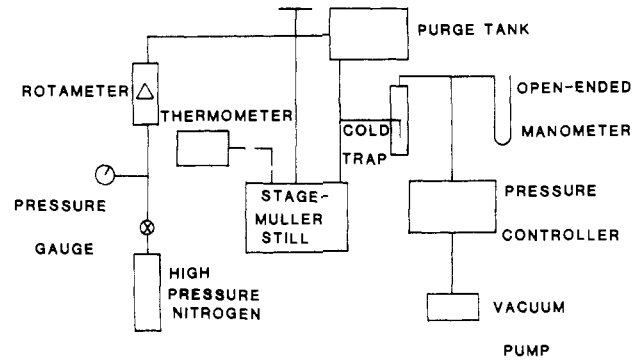 PURGE TANK
ROTAMETER
THERMOMETER
OPEN-ENDED
MANOMETER
COLD
TRAP
STAGE-
MULLER
STILL
PRESSURE
CONTROLLER
PRESSURE
GAUGE
HIGH
PRESSURE
NITROGEN
VACUUM
PUMP